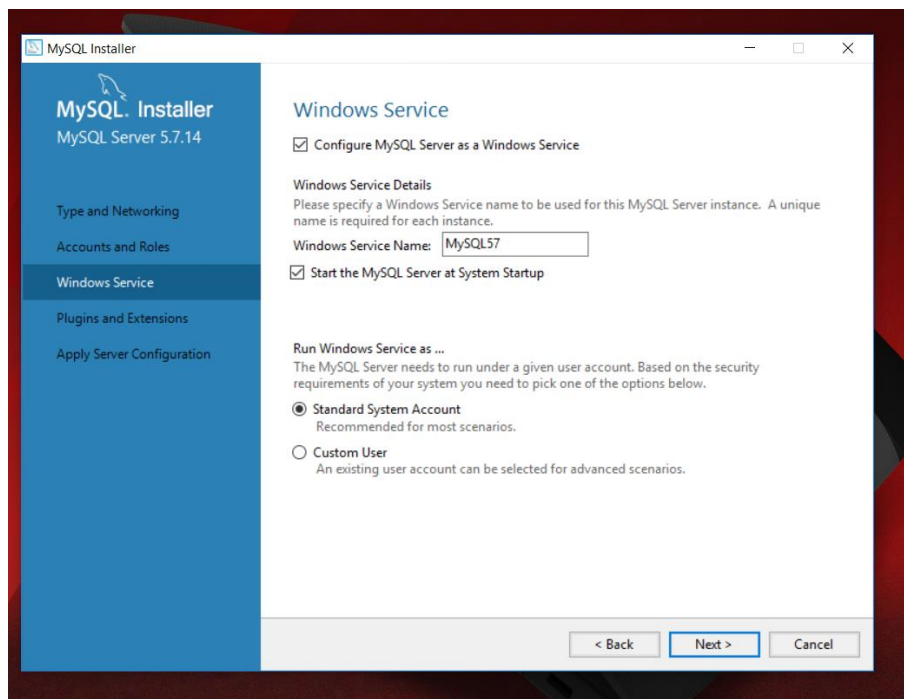 MySQL Installer
MySQL. Installer
MySQL Server 5.7.14
Type and Networking
Accounts and Roles
Windows Service
Plugins and Extensions
Apply Server Configuration
Windows Service
Configure MySQL Server as a Windows Service
Windows Service Details
Please specify a Windows Service name to be used for this MySQL Server instance. A unique
name is required for each instance.
Windows Service Name: MySQL57
Start the MySQL Server at System Startup
Run Windows Service as ...
The MySQL Server needs to run under a given user account. Based on the security
requirements of your system you need to pick one of the options below.
Standard System Account
Recommended for most scenarios.
Custom User
An existing user account can be selected for advanced scenarios.
< Back Next > Cancel